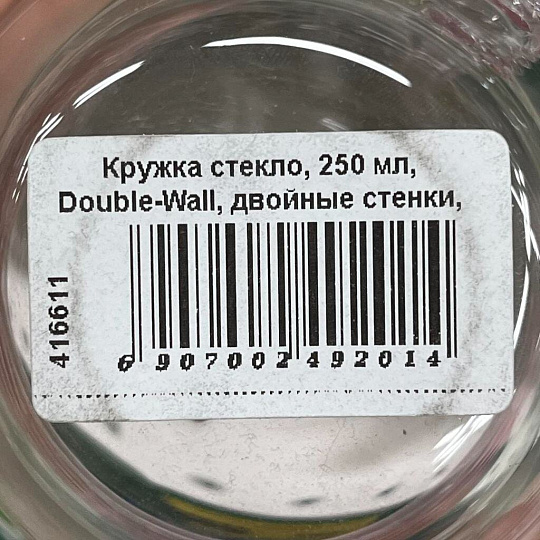 Кружка стекло, 250 мл,
Double-Wall, двойные стенки,
416611
6 907002 492014